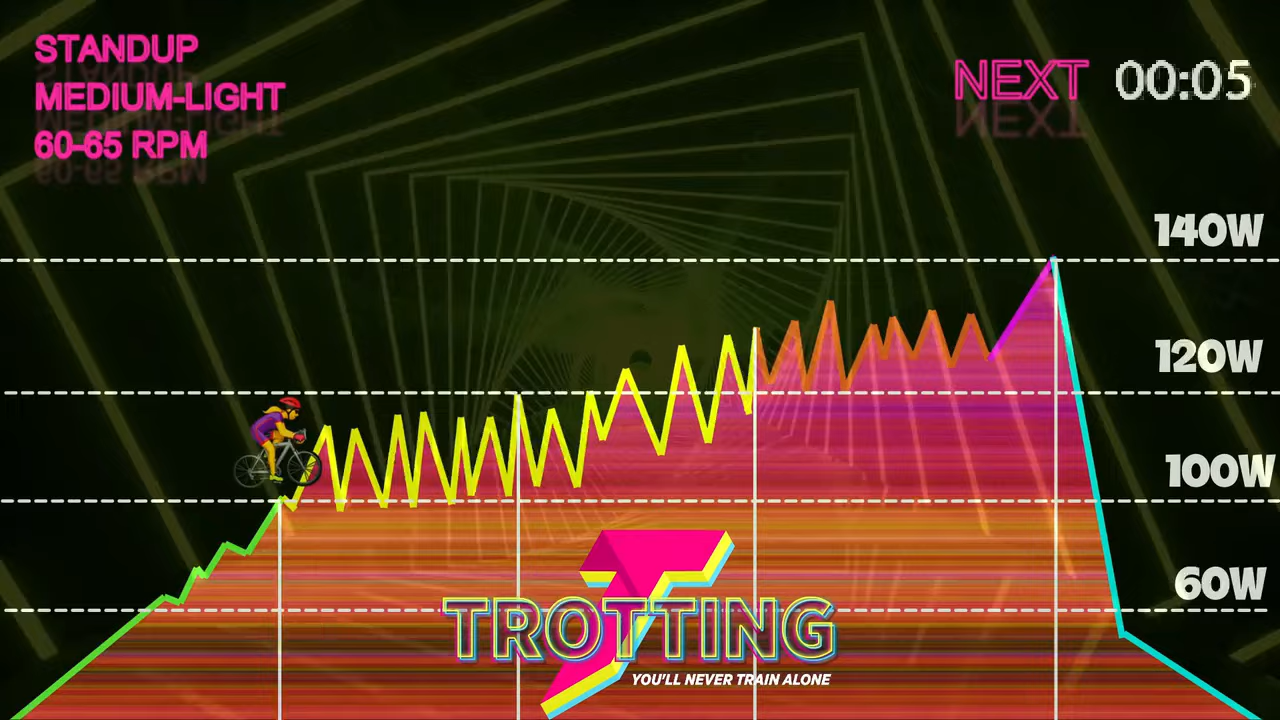 STANDUP
MEDIUM-LIGHT
60-65 RPM
NEXT 00:05
140W
120W
100W
60W
TROTTING
YOU'LL NEVER TRAIN ALONE